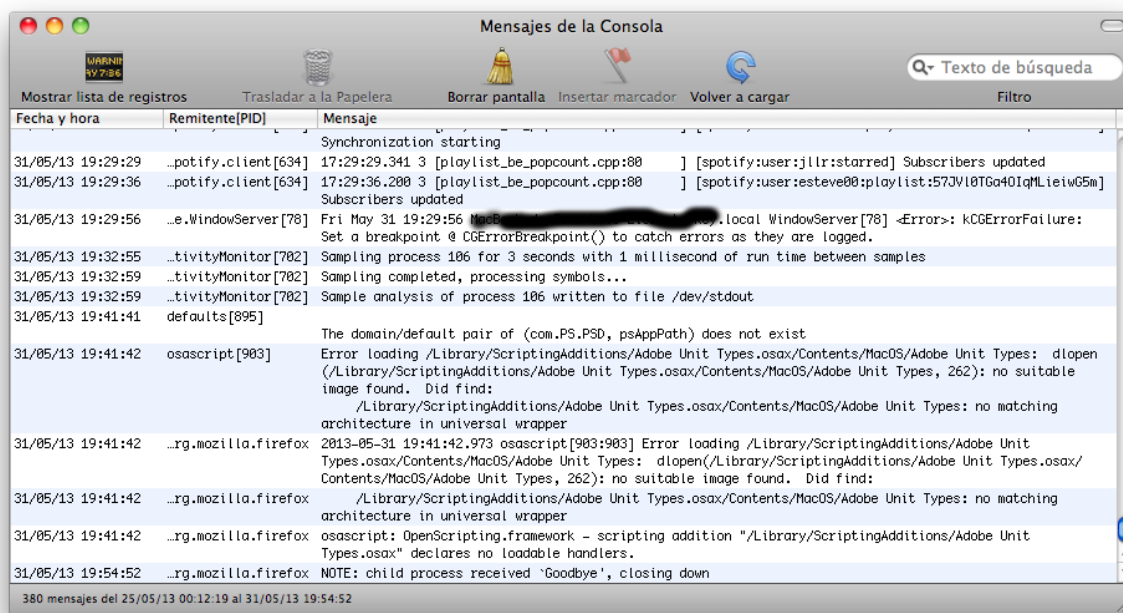 Mensajes de la Consola
WARNIN
AY 7:36
Mostrar lista de registros Trasladar a la Papelera Borrar pantalla Insertar marcador Volver a cargar Texto de búsqueda Filtro
Fecha y hora Remitente[PID] Mensaje
Synchronization starting
31/05/13 19:29:29 …potify.client[634] 17:29:29.341 3 [playlist_be_popcount.cpp:80 ] [spotify:user:jllr:starred] Subscribers updated
31/05/13 19:29:36 …potify.client[634] 17:29:36.200 3 [playlist_be_popcount.cpp:80 ] [spotify:user:esteve00:playlist:57JVl0TGa4OIqMLieiwG5m]
Subscribers updated
31/05/13 19:29:56 …e.WindowServer[78] Fri May 31 19:29:56 .local WindowServer[78] <Error>: kCGErrorFailure:
Set a breakpoint @ CGErrorBreakpoint() to catch errors as they are logged.
31/05/13 19:32:55 …tivityMonitor[702] Sampling process 106 for 3 seconds with 1 millisecond of run time between samples
31/05/13 19:32:59 …tivityMonitor[702] Sampling completed, processing symbols...
31/05/13 19:32:59 …tivityMonitor[702] Sample analysis of process 106 written to file /dev/stdout
31/05/13 19:41:41 defaults[895]
The domain/default pair of (com.PS.PSD, psAppPath) does not exist
31/05/13 19:41:42 osascript[903] Error loading /Library/ScriptingAdditions/Adobe Unit Types.osax/Contents/MacOS/Adobe Unit Types: dlopen
(/Library/ScriptingAdditions/Adobe Unit Types.osax/Contents/MacOS/Adobe Unit Types, 262): no suitable
image found. Did find:
/Library/ScriptingAdditions/Adobe Unit Types.osax/Contents/MacOS/Adobe Unit Types: no matching
architecture in universal wrapper
31/05/13 19:41:42 …rg.mozilla.firefox 2013-05-31 19:41:42.973 osascript[903:903] Error loading /Library/ScriptingAdditions/Adobe Unit
Types.osax/Contents/MacOS/Adobe Unit Types: dlopen(/Library/ScriptingAdditions/Adobe Unit Types.osax/
Contents/MacOS/Adobe Unit Types, 262): no suitable image found. Did find:
31/05/13 19:41:42 …rg.mozilla.firefox /Library/ScriptingAdditions/Adobe Unit Types.osax/Contents/MacOS/Adobe Unit Types: no matching
architecture in universal wrapper
31/05/13 19:41:42 …rg.mozilla.firefox osascript: OpenScripting.framework - scripting addition "/Library/ScriptingAdditions/Adobe Unit
Types.osax" declares no loadable handlers.
31/05/13 19:54:52 …rg.mozilla.firefox NOTE: child process received `Goodbye', closing down
380 mensajes del 25/05/13 00:12:19 al 31/05/13 19:54:52